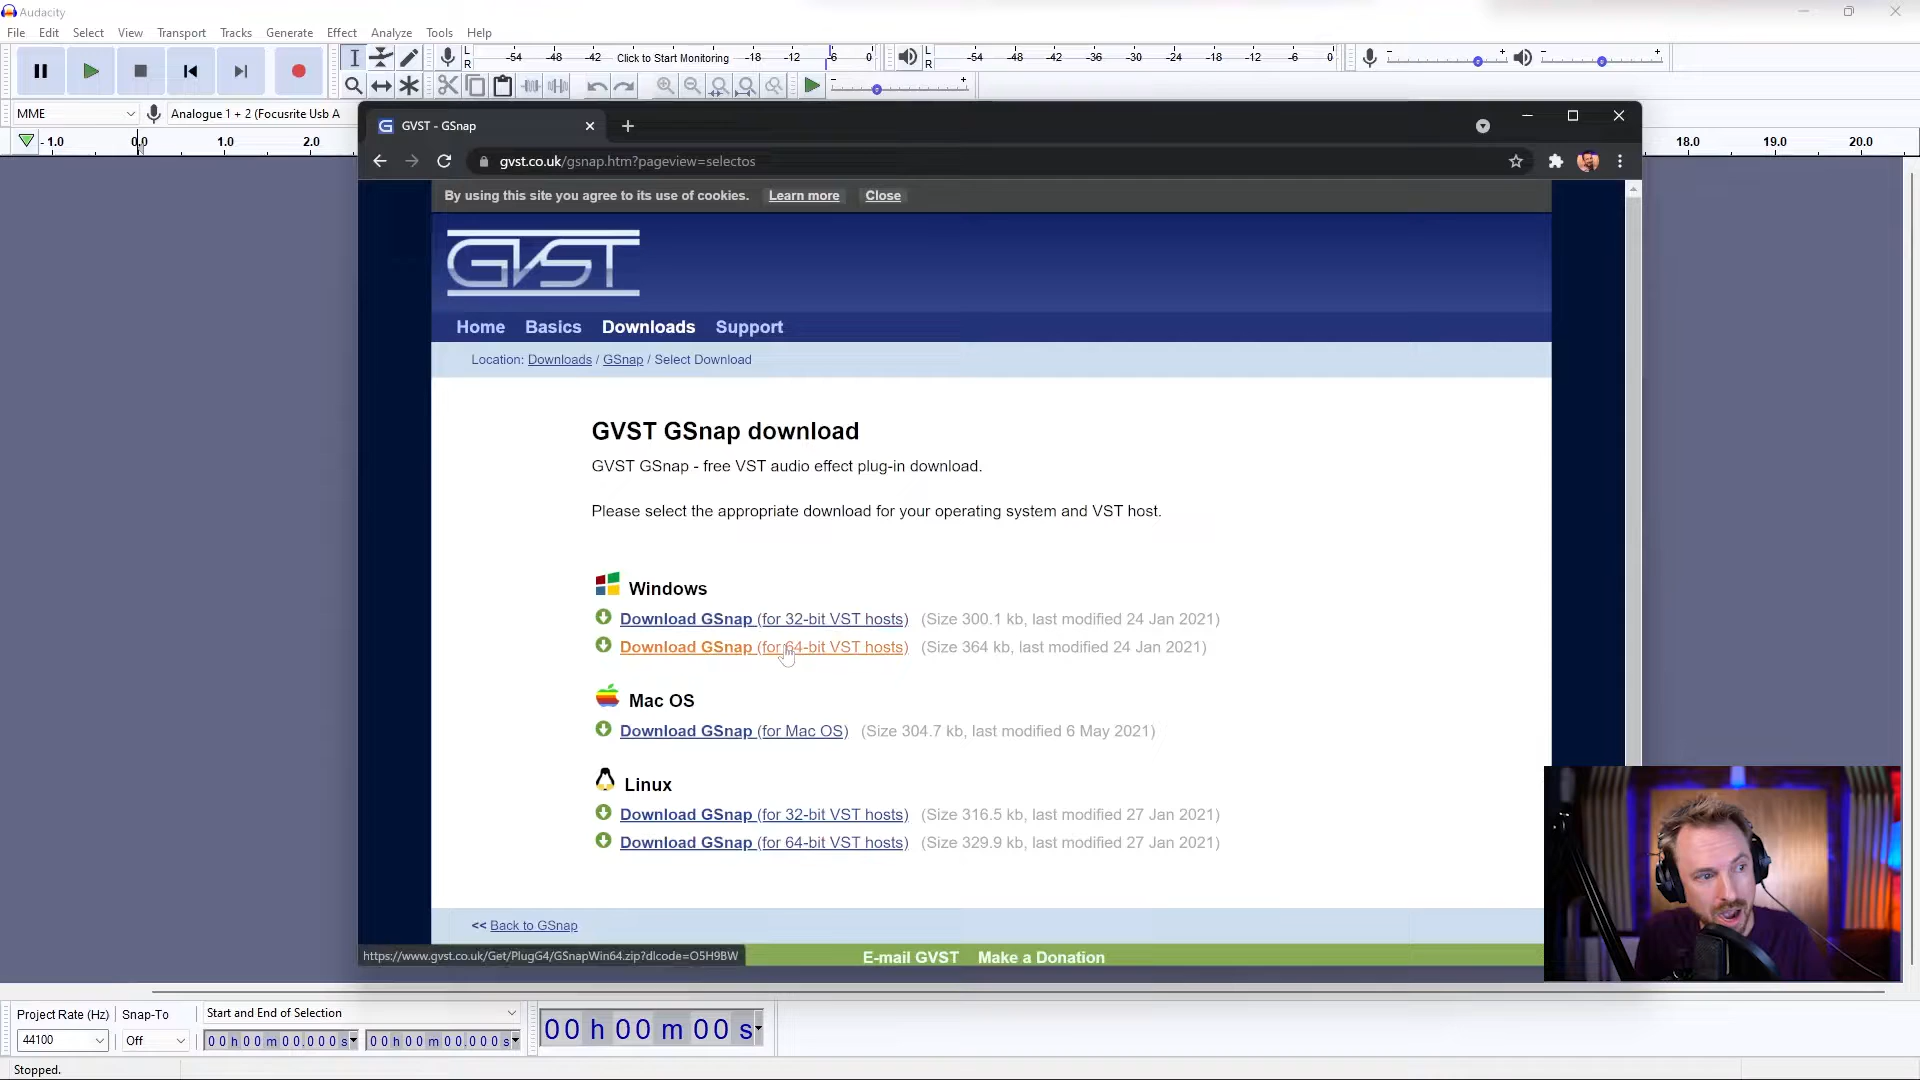 Audacity
File Edit Select View Transport Tracks Generate Effect Analyze Tools Help
L
R
-54 -48 -42 Click to Start Monitoring -18 -12 -6 0
L
R
-54 -48 -42 -36 -30 -24 -18 -12 -6 0
- +
- +
- +
MME
Analogue 1 + 2 (Focusrite Usb A
-1.0 0.0 1.0 2.0 18.0 19.0 20.0
GVST - GSnap
gvst.co.uk/gsnap.htm?pageview=selectos
By using this site you agree to its use of cookies. Learn more Close
GVST
Home Basics Downloads Support
Location: Downloads / GSnap / Select Download
GVST GSnap download
GVST GSnap - free VST audio effect plug-in download.
Please select the appropriate download for your operating system and VST host.
Windows
Download GSnap (for 32-bit VST hosts) (Size 300.1 kb, last modified 24 Jan 2021)
Download GSnap (for 64-bit VST hosts) (Size 364 kb, last modified 24 Jan 2021)
Mac OS
Download GSnap (for Mac OS) (Size 304.7 kb, last modified 6 May 2021)
Linux
Download GSnap (for 32-bit VST hosts) (Size 316.5 kb, last modified 27 Jan 2021)
Download GSnap (for 64-bit VST hosts) (Size 329.9 kb, last modified 27 Jan 2021)
<< Back to GSnap
https://www.gvst.co.uk/Get/PlugG4/GSnapWin64.zip?dlcode=O5H9BW
E-mail GVST Make a Donation
Project Rate (Hz) Snap-To Start and End of Selection
44100 Off 00 h 00 m 00.000 s 00 h 00 m 00.000 s
00 h 00 m 00 s
Stopped.